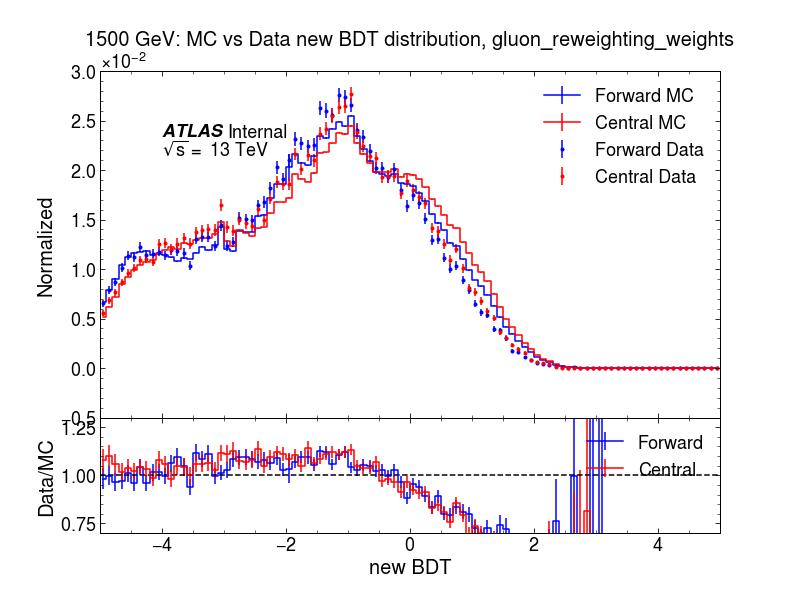 1500 GeV: MC vs Data new BDT distribution, gluon_reweighting_weights
×10⁻²
3.0
2.5
2.0
1.5
1.0
0.5
0.0
0.5
Normalized
ATLAS Internal
√s = 13 TeV
Forward MC
Central MC
Forward Data
Central Data
1.25
1.00
0.75
Data/MC
Forward
Central
−4 −2 0 2 4
new BDT